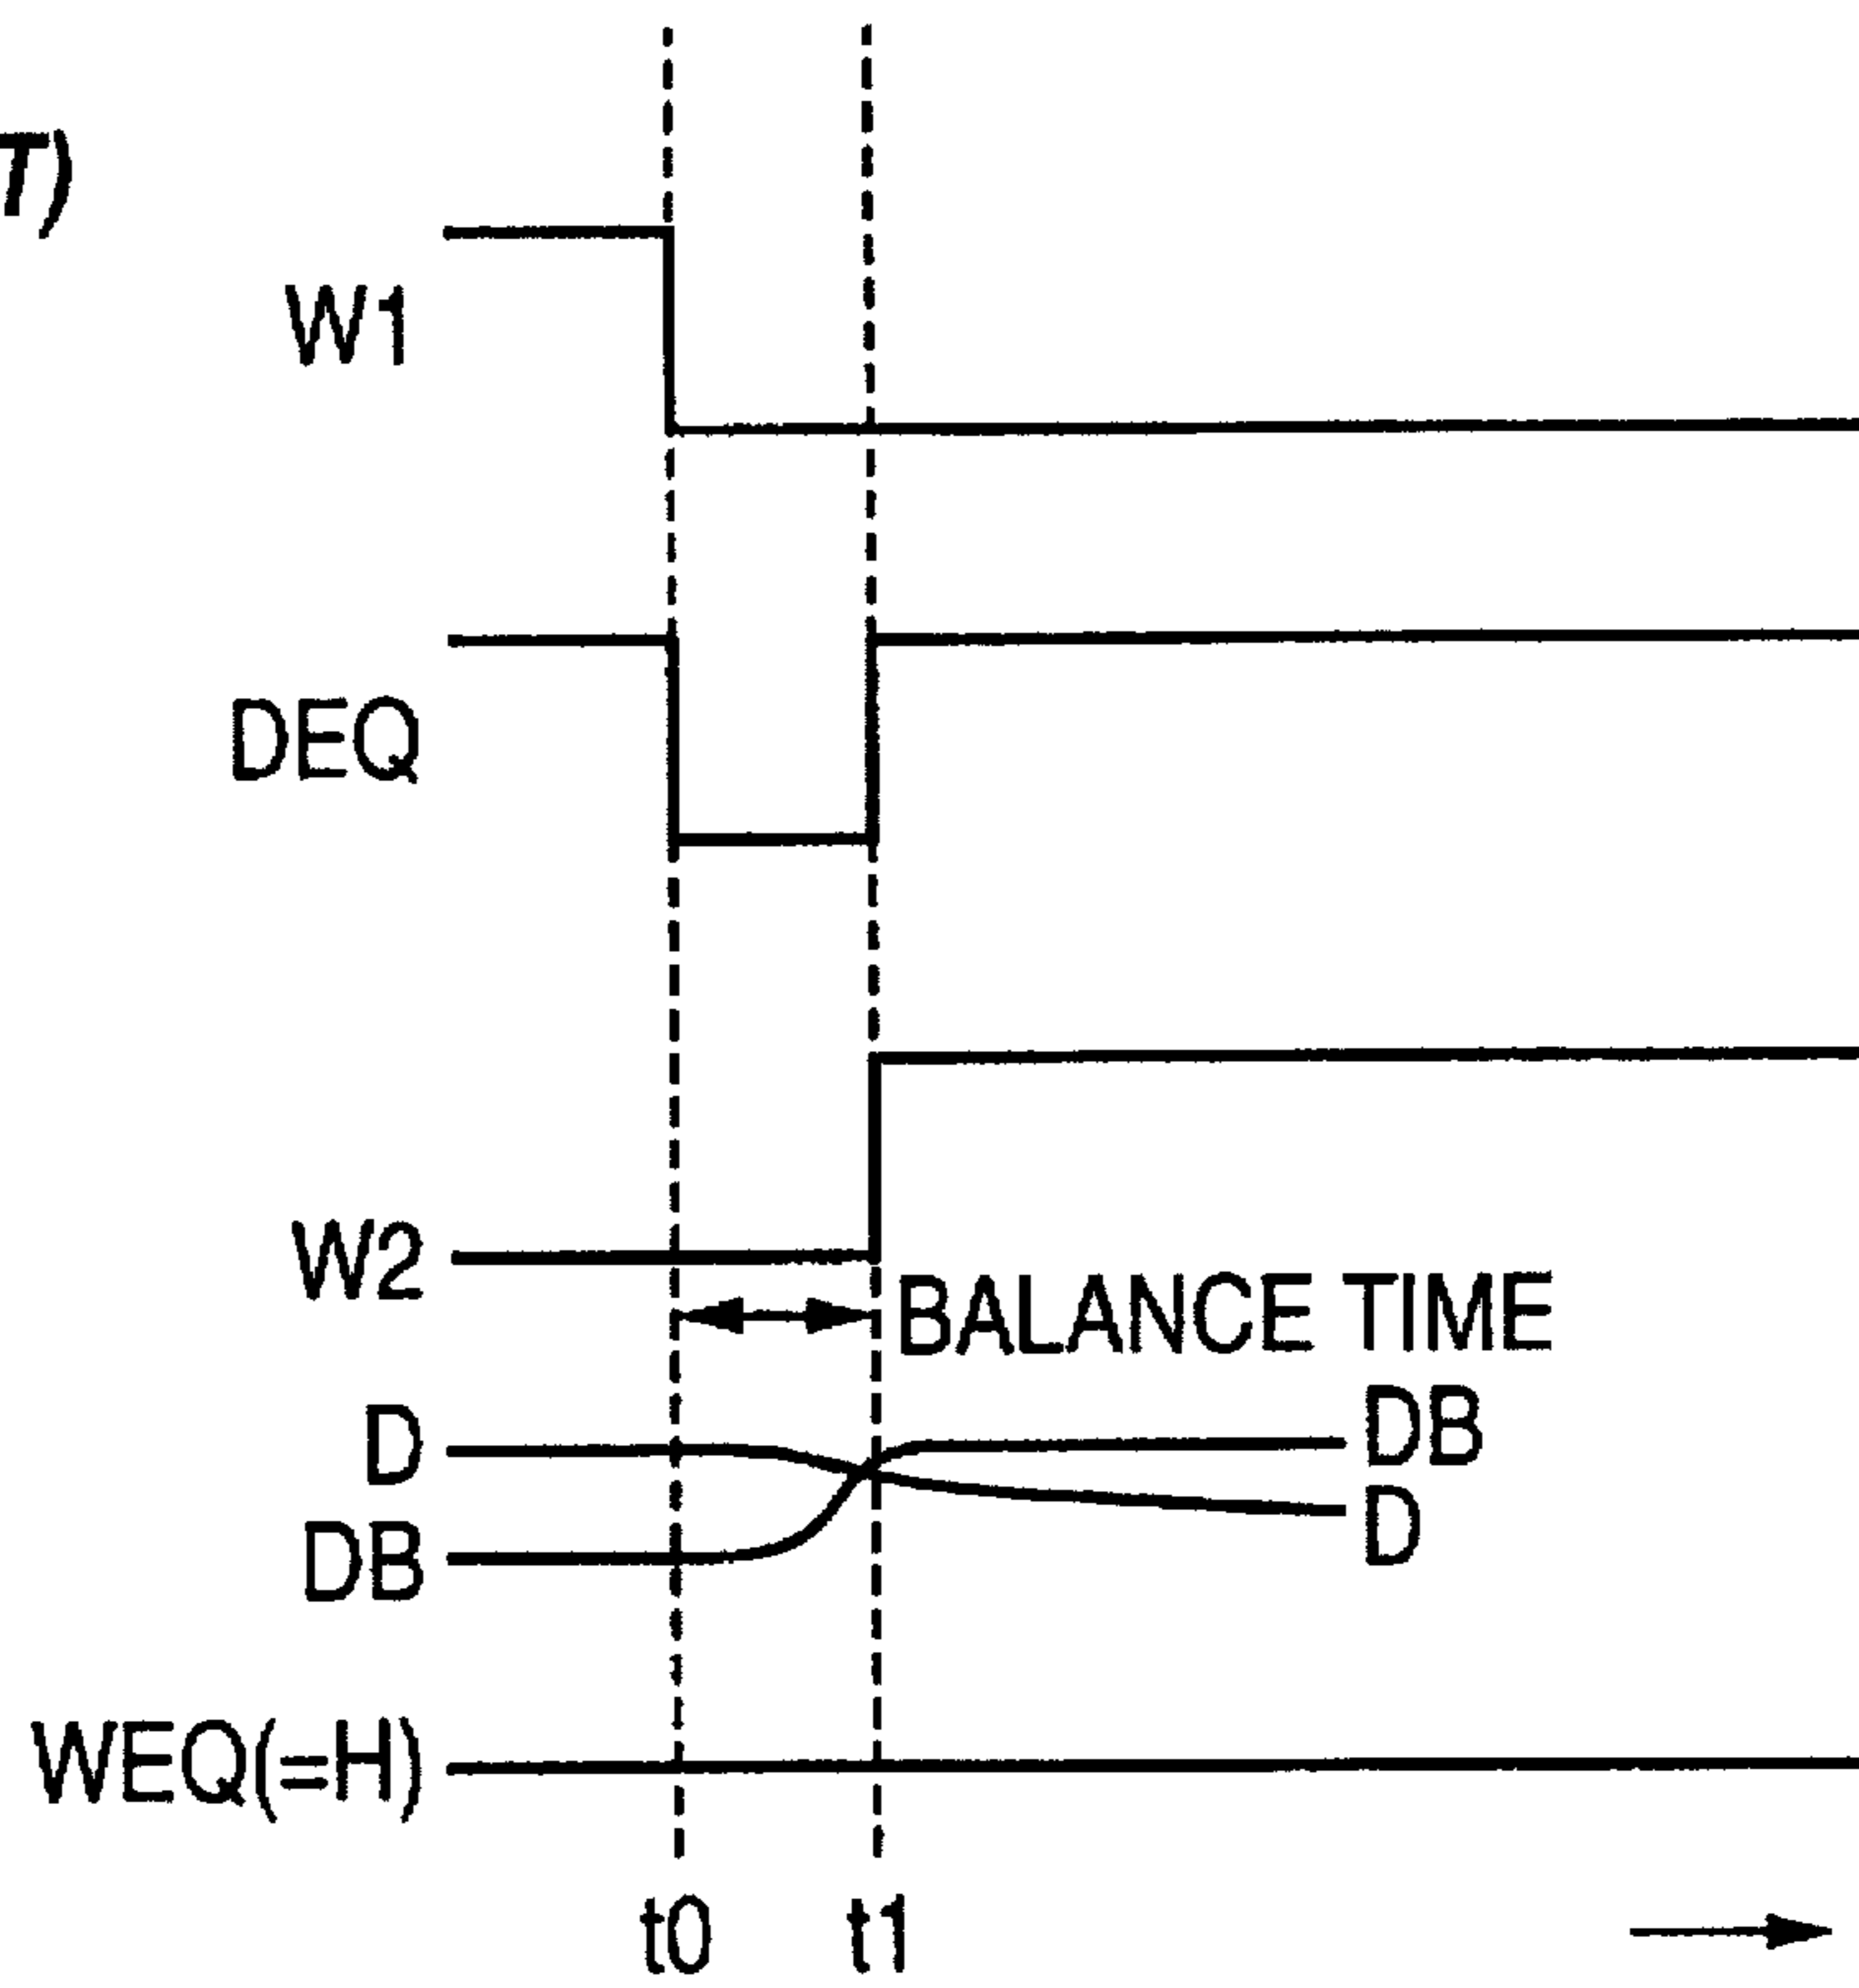 T)
W1
DEQ
W2
BALANCE TIME
D
DB
DB
D
WEQ(=H)
t0 t1